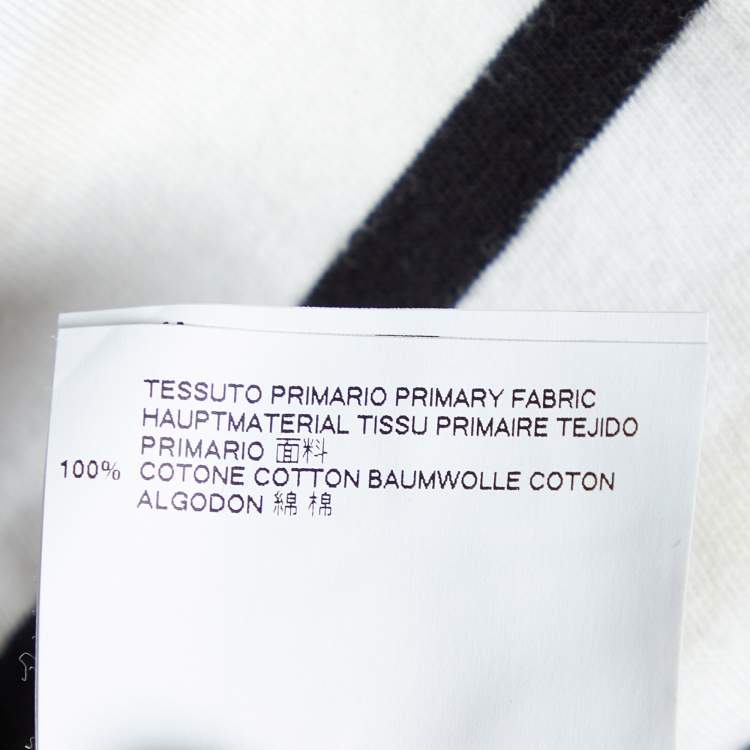 TESSUTO PRIMARIO PRIMARY FABRIC
HAUPTMATERIAL TISSU PRIMAIRE TEJIDO
PRIMARIO 面料
100% COTONE COTTON BAUMWOLLE COTON
ALGODON 綿 棉